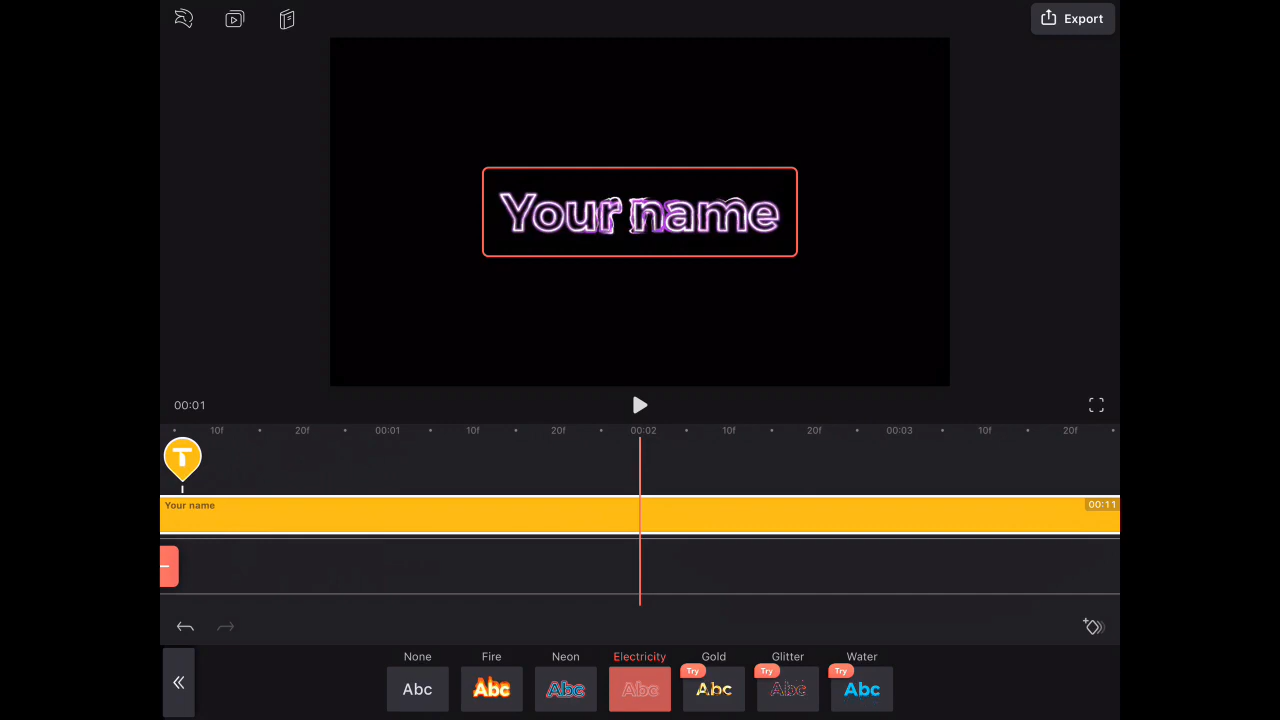 Export
Your name
00:01
10f 20f 00:01 10f 20f 00:02 10f 20f 00:03 10f 20f
T
Your name 00:11
None Fire Neon Electricity Gold Glitter Water
Try Try Try
Abc Abc Abc Abc Abc Abc Abc